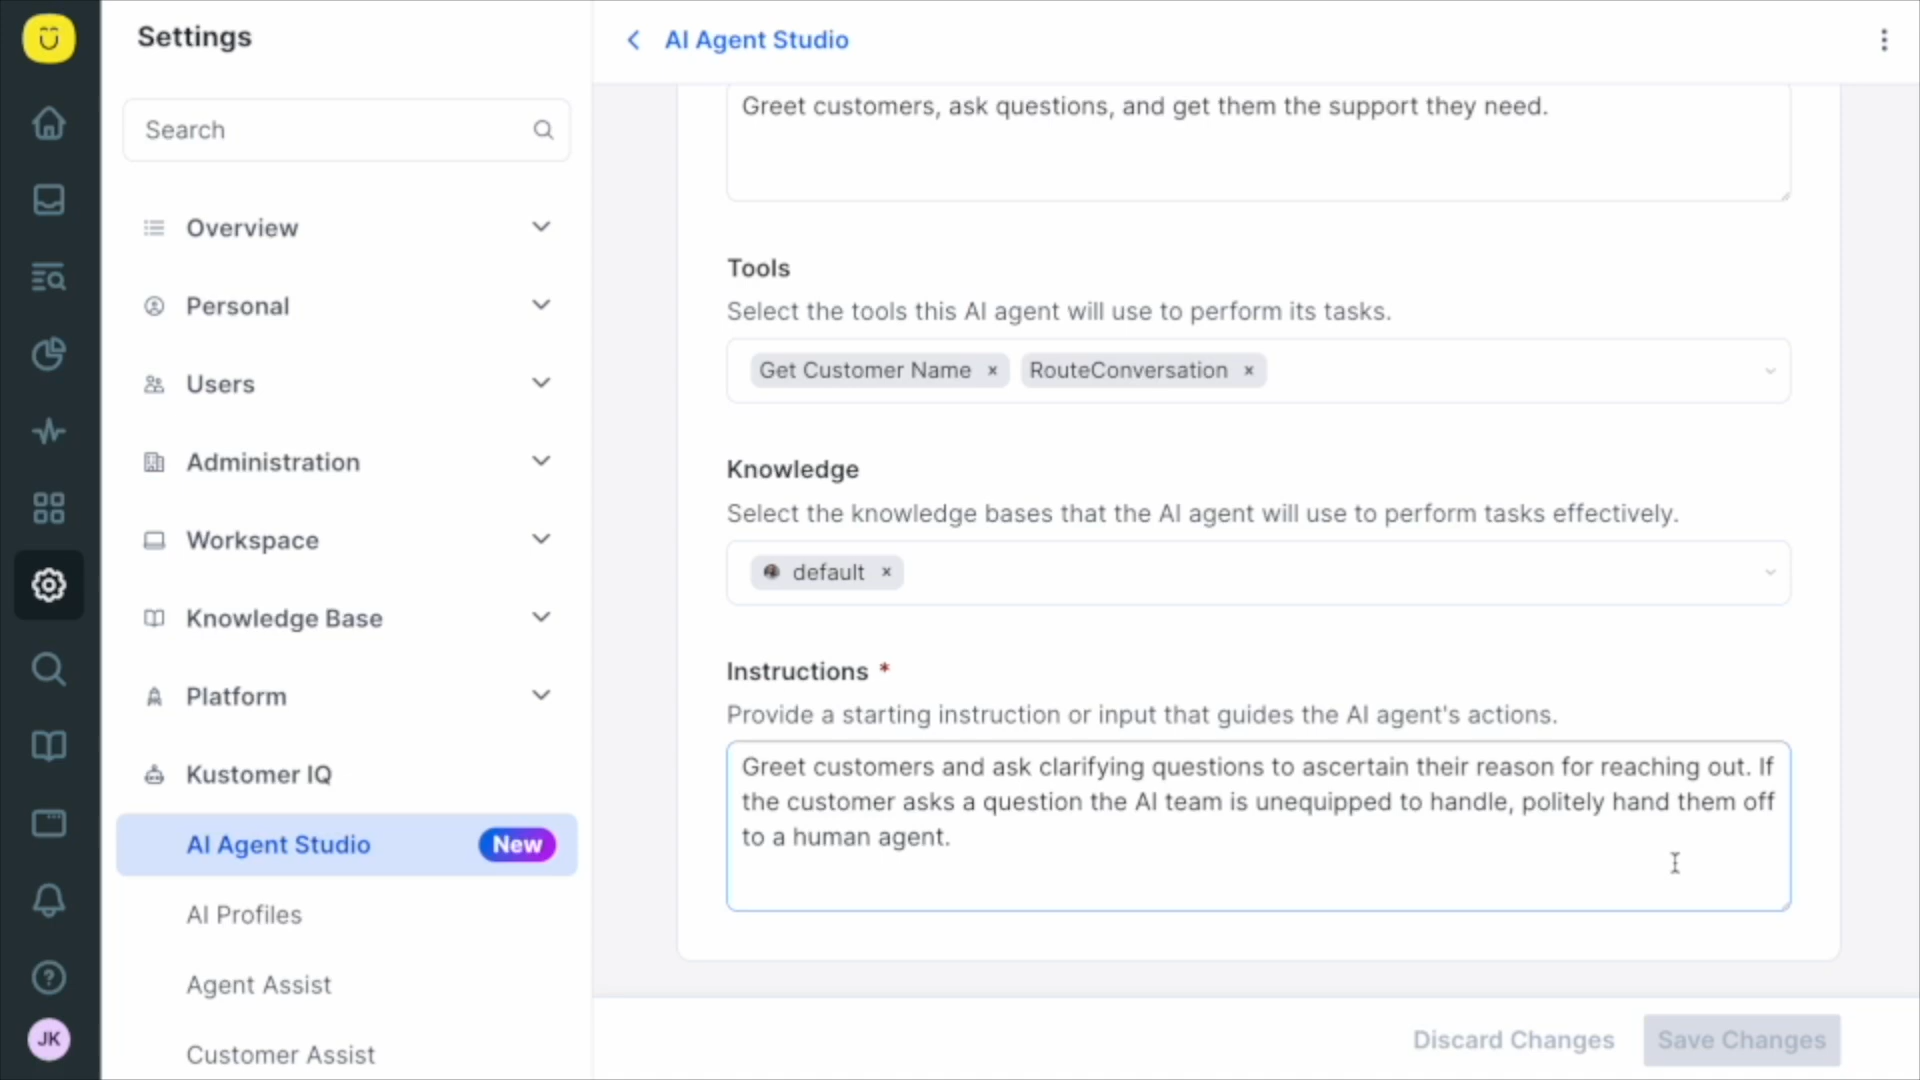 Settings
Search
Overview
Personal
Users
Administration
Workspace
Knowledge Base
Platform
Kustomer IQ
AI Agent Studio New
AI Profiles
Agent Assist
Customer Assist
JK
AI Agent Studio
Greet customers, ask questions, and get them the support they need.
Tools
Select the tools this AI agent will use to perform its tasks.
Get Customer Name × RouteConversation ×
Knowledge
Select the knowledge bases that the AI agent will use to perform tasks effectively.
default ×
Instructions *
Provide a starting instruction or input that guides the AI agent's actions.
Greet customers and ask clarifying questions to ascertain their reason for reaching out. If
the customer asks a question the AI team is unequipped to handle, politely hand them off
to a human agent.
Discard Changes Save Changes